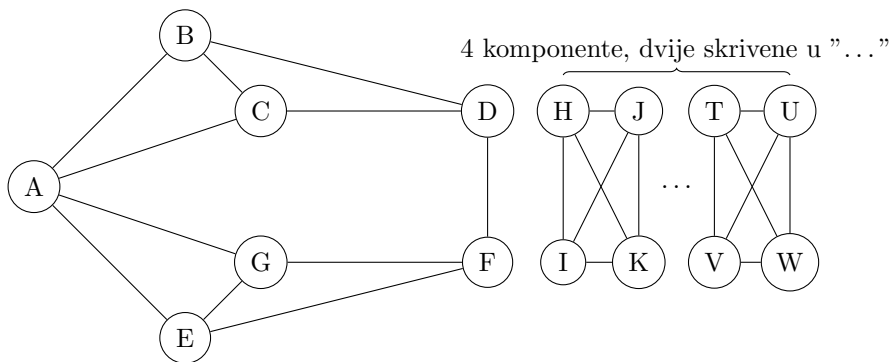 B
4 komponente, dvije skrivene u ”...”
C
D
H
J
T
U
A
...
G
F
I
K
V
W
E